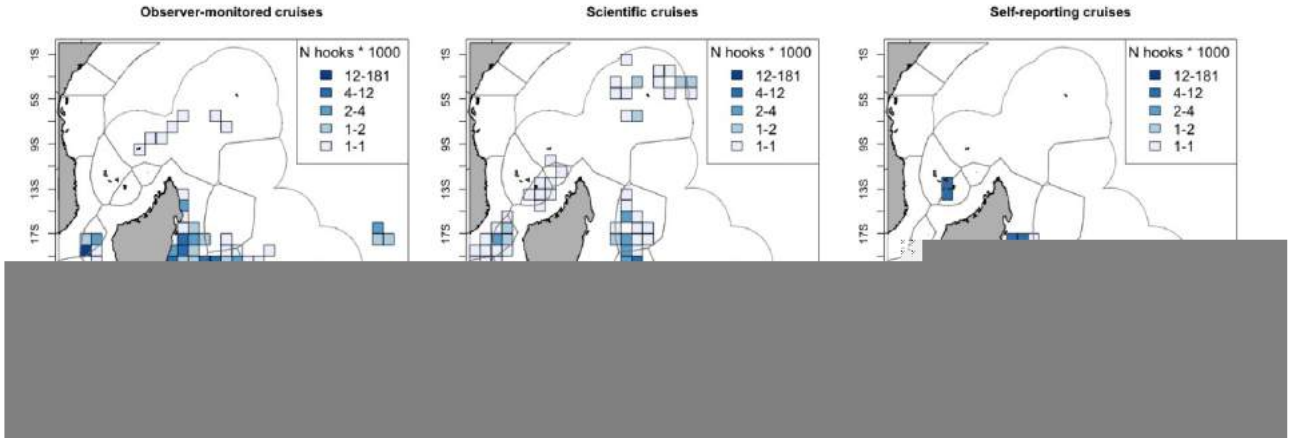 Observer-monitored cruises
N hooks * 1000
12-181
4-12
2-4
1-2
1-1
1S
5S
9S
13S
17S
Scientific cruises
N hooks * 1000
12-181
4-12
2-4
1-2
1-1
1S
5S
9S
13S
17S
Self-reporting cruises
N hooks * 1000
12-181
4-12
2-4
1-2
1-1
1S
5S
9S
13S
17S